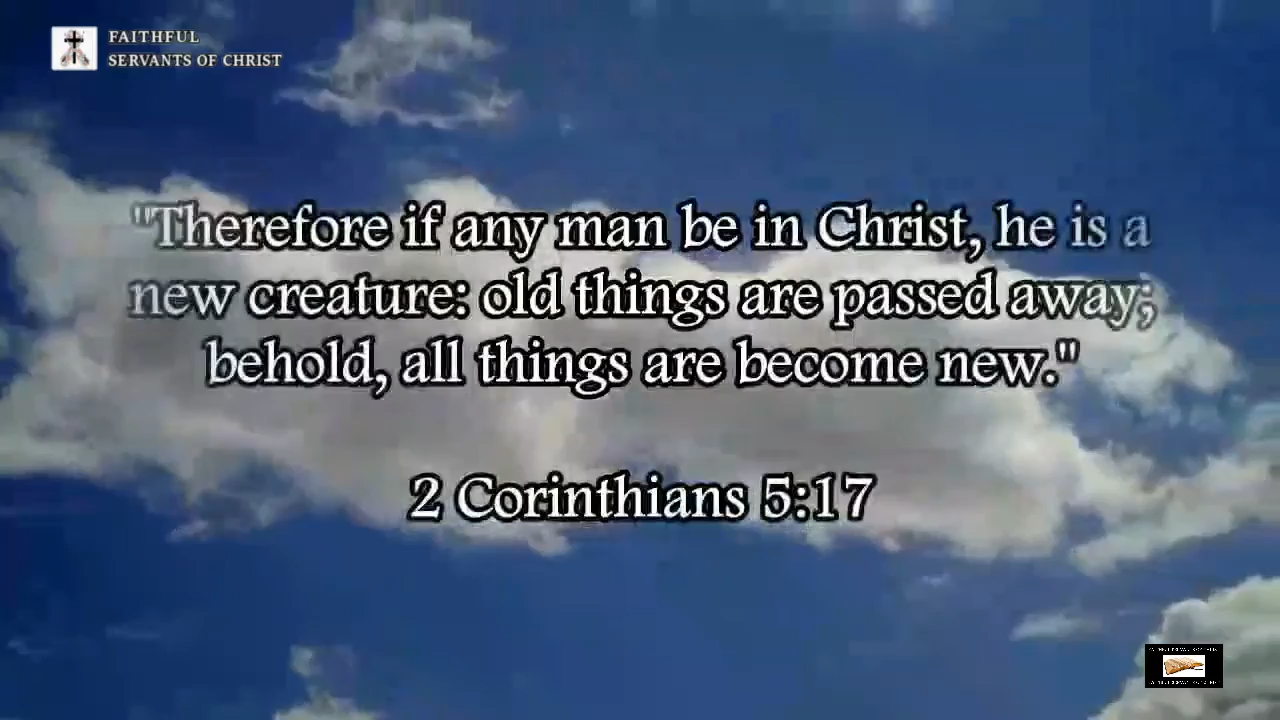 FAITHFUL
SERVANTS OF CHRIST
"Therefore if any man be in Christ, he is a
new creature: old things are passed away;
behold, all things are become new."
2 Corinthians 5:17